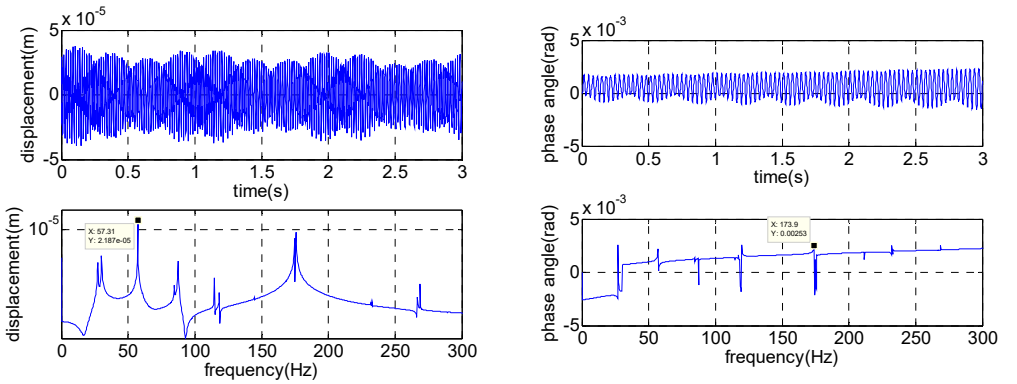 x 10-5
displacement(m)
5
0
-5
0 0.5 1 1.5 2 2.5 3
time(s)
x 10-3
phase angle(rad)
5
0
-5
0 0.5 1 1.5 2 2.5 3
time(s)
displacement(m)
10-5
X: 57.31
Y: 2.187e-05
0 50 100 150 200 250 300
frequency(Hz)
x 10-3
phase angle(rad)
5
0
-5
X: 173.9
Y: 0.00253
0 50 100 150 200 250 300
frequency(Hz)